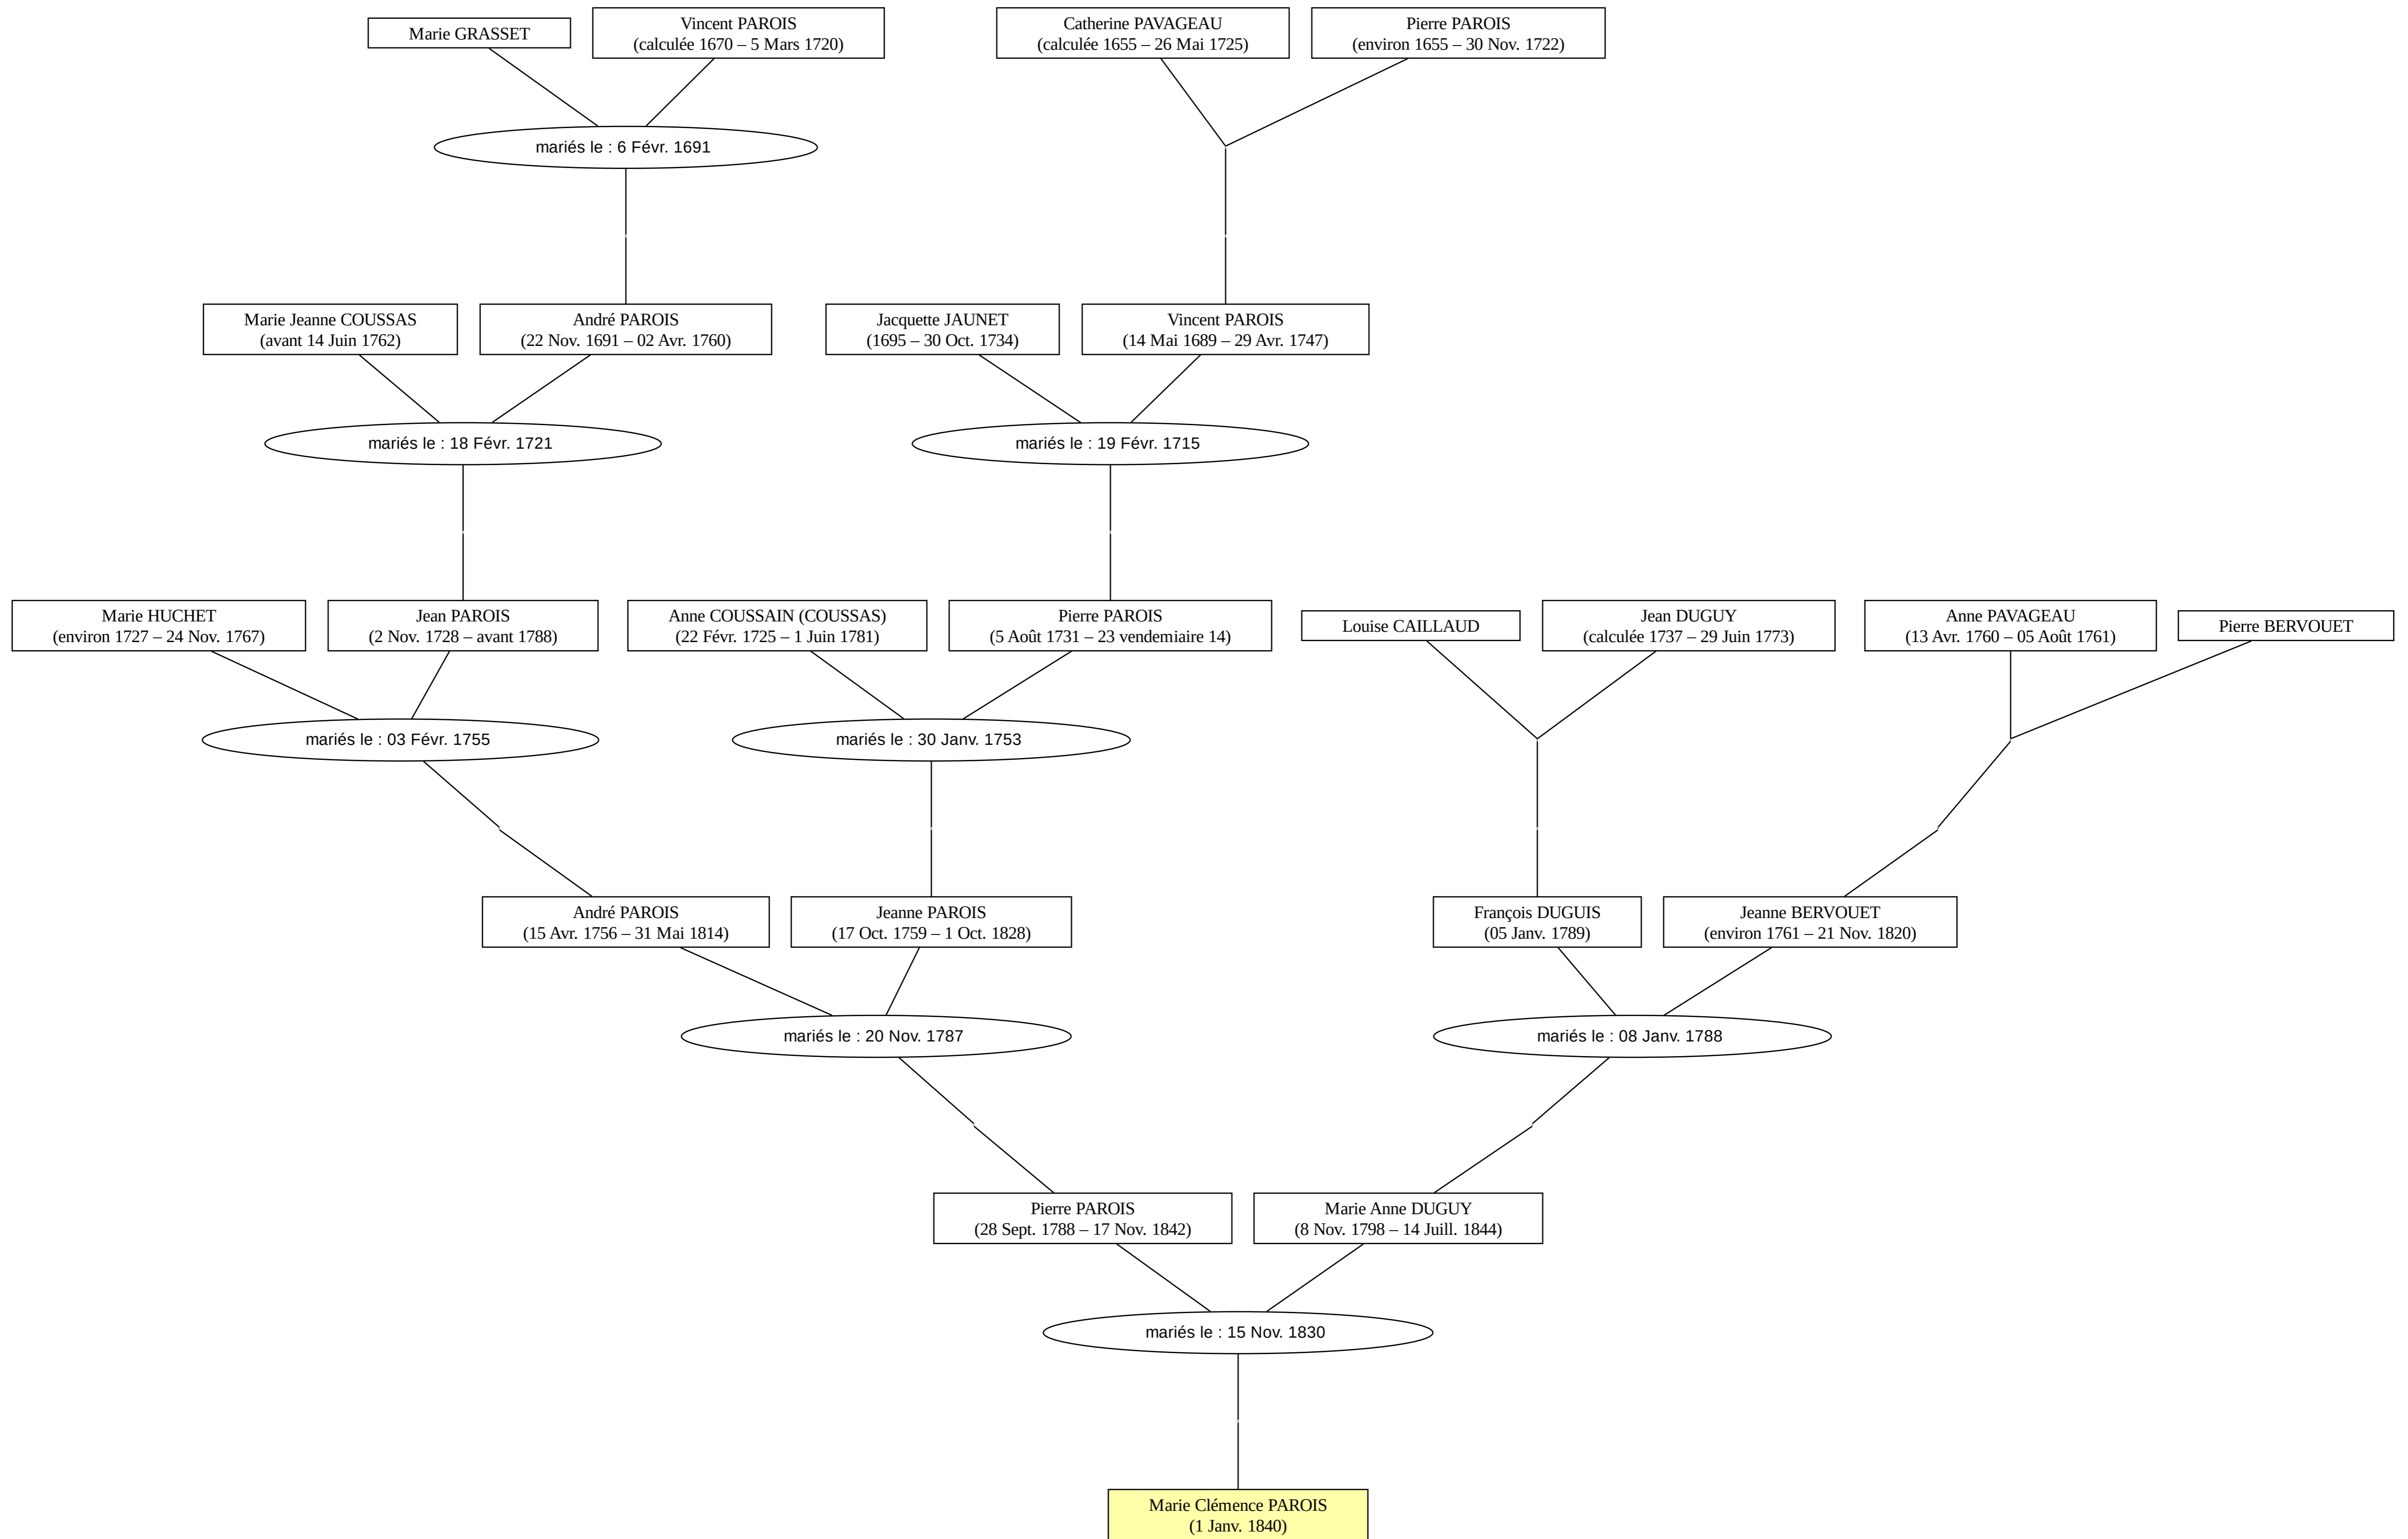 Marie GRASSET
Vincent PAROIS
(calculée 1670 – 5 Mars 1720)
Catherine PAVAGEAU
(calculée 1655 – 26 Mai 1725)
Pierre PAROIS
(environ 1655 – 30 Nov. 1722)
mariés le : 6 Févr. 1691
Marie Jeanne COUSSAS
(avant 14 Juin 1762)
André PAROIS
(22 Nov. 1691 – 02 Avr. 1760)
Jacquette JAUNET
(1695 – 30 Oct. 1734)
Vincent PAROIS
(14 Mai 1689 – 29 Avr. 1747)
mariés le : 18 Févr. 1721
mariés le : 19 Févr. 1715
Marie HUCHET
(environ 1727 – 24 Nov. 1767)
Jean PAROIS
(2 Nov. 1728 – avant 1788)
Anne COUSSAIN (COUSSAS)
(22 Févr. 1725 – 1 Juin 1781)
Pierre PAROIS
(5 Août 1731 – 23 vendemiaire 14)
Louise CAILLAUD
Jean DUGUY
(calculée 1737 – 29 Juin 1773)
Anne PAVAGEAU
(13 Avr. 1760 – 05 Août 1761)
Pierre BERVOUET
mariés le : 03 Févr. 1755
mariés le : 30 Janv. 1753
André PAROIS
(15 Avr. 1756 – 31 Mai 1814)
Jeanne PAROIS
(17 Oct. 1759 – 1 Oct. 1828)
François DUGUIS
(05 Janv. 1789)
Jeanne BERVOUET
(environ 1761 – 21 Nov. 1820)
mariés le : 20 Nov. 1787
mariés le : 08 Janv. 1788
Pierre PAROIS
(28 Sept. 1788 – 17 Nov. 1842)
Marie Anne DUGUY
(8 Nov. 1798 – 14 Juill. 1844)
mariés le : 15 Nov. 1830
Marie Clémence PAROIS
(1 Janv. 1840)